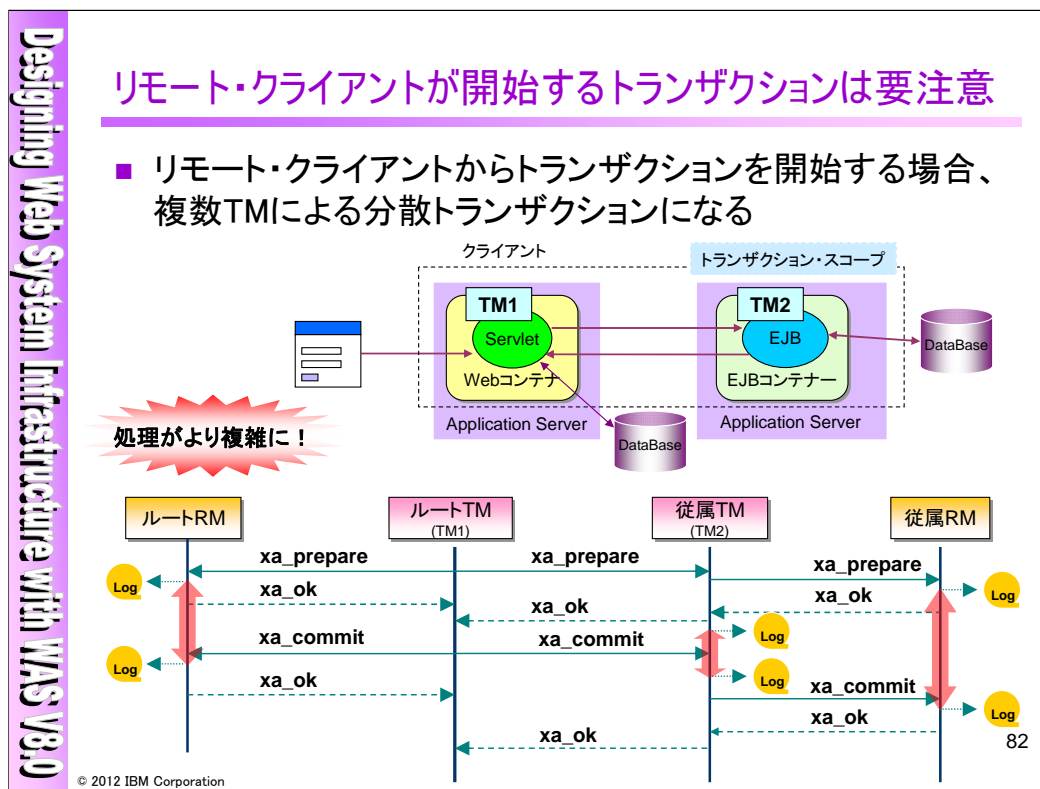 Designing Web System Infrastructure with WAS V8.0
リモート・クライアントが開始するトランザクションは要注意
■ リモート・クライアントからトランザクションを開始する場合、
複数TMによる分散トランザクションになる
クライアント
トランザクション・スコープ
TM1
TM2
Servlet
EJB
DataBase
Webコンテナ
EJBコンテナー
Application Server
Application Server
処理がより複雑に！
DataBase
ルートRM
ルートTM
(TM1)
従属TM
(TM2)
従属RM
xa_prepare
xa_prepare
xa_prepare
Log
xa_ok
Log
xa_ok
xa_ok
xa_commit
xa_commit
Log
Log
Log
xa_ok
xa_commit
Log
xa_ok
xa_ok
82
© 2012 IBM Corporation